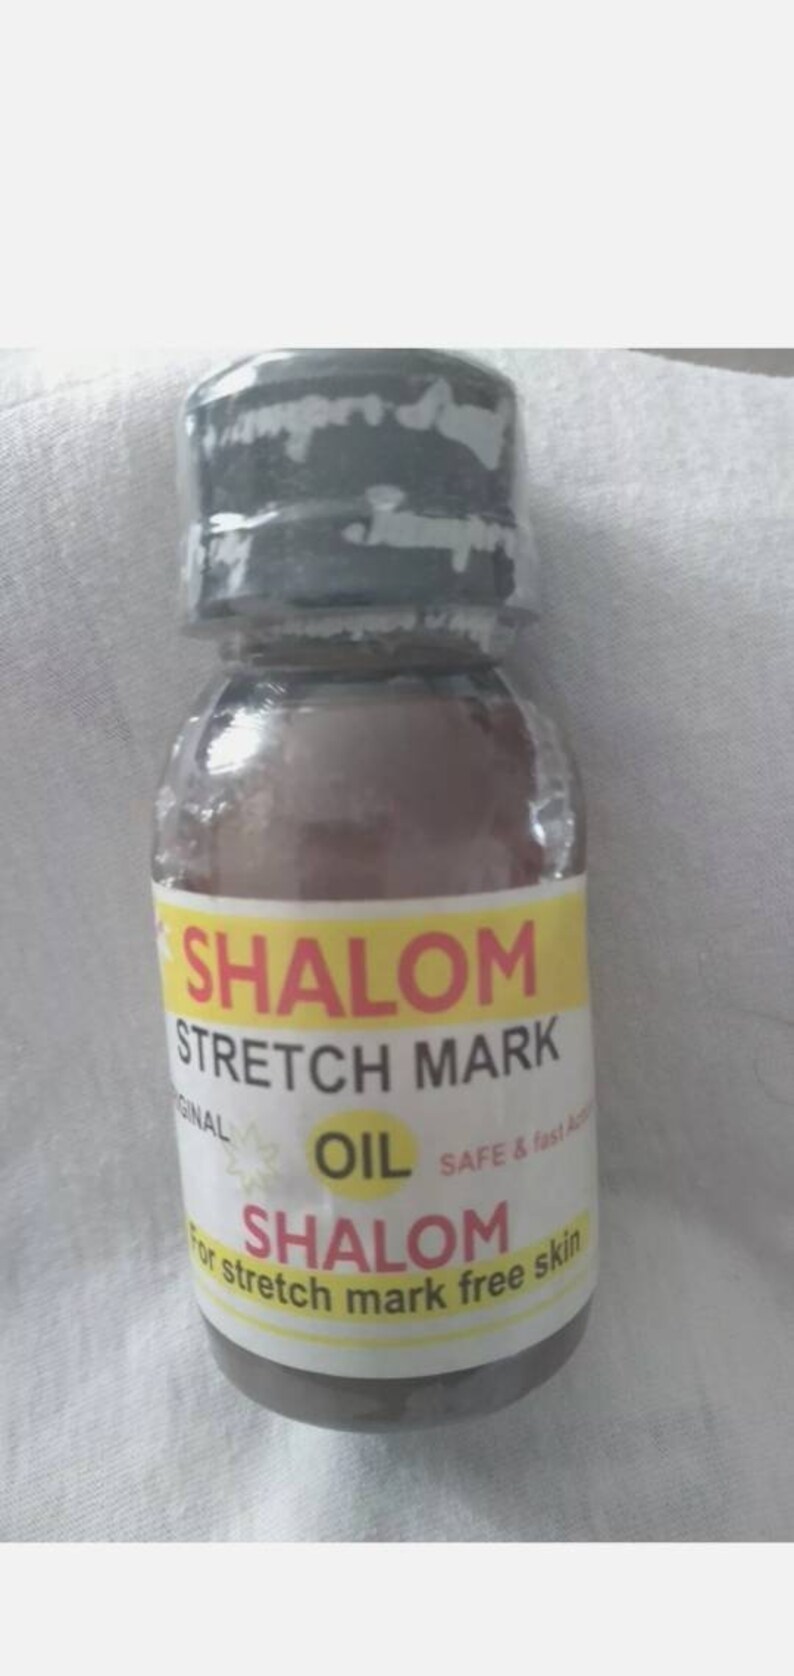 SHALOM
STRETCH MARK
OIL
SAFE & fast
SHALOM
For stretch mark free skin